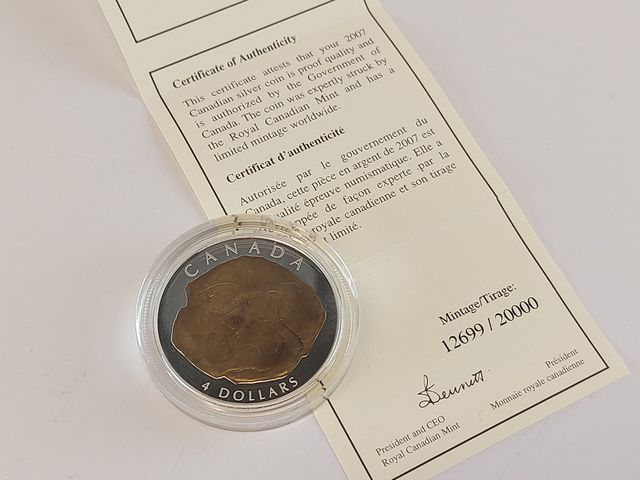 Certificate of Authenticity
This certificate attests that your 2007
Canadian silver coin is proof quality and
is authorized by the Government of
Canada. The coin was expertly struck by
the Royal Canadian Mint and has a
limited mintage worldwide.
Certificat d'authenticité
Autorisée par le gouvernement du
Canada, cette pièce en argent de 2007 est
qualité épreuve numismatique. Elle a
de façon experte par la
royale canadienne et son tirage
limité.
Mintage/Tirage:
12699 / 20000
Bennett
President and CEO
Royal Canadian Mint
Président
Monnaie royale canadienne
CANADA
2007
4 DOLLARS